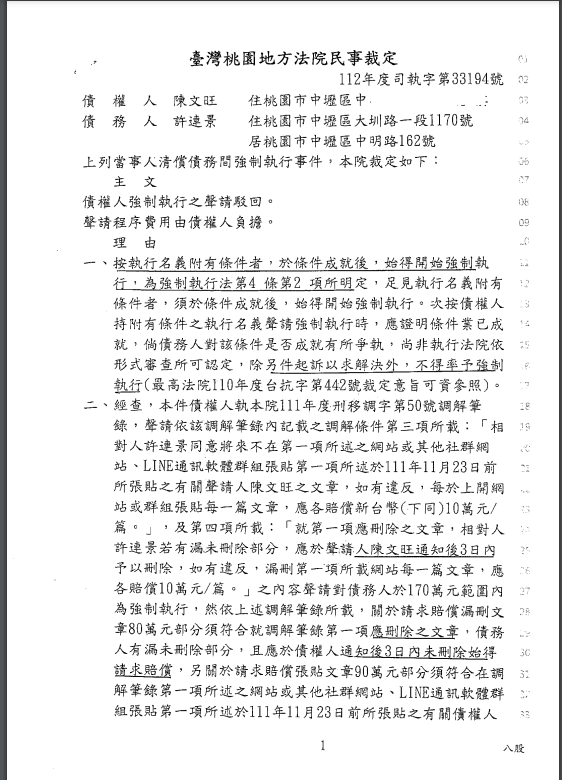 臺灣桃園地方法院民事裁定 01
112年度司執字第33194號 02
債 權 人 陳文旺 住桃園市中壢區中 03
債 務 人 許連景 住桃園市中壢區大圳路一段1170號 04
居桃園市中壢區中明路162號 05
上列當事人清償債務間強制執行事件，本院裁定如下： 06
主 文 07
債權人強制執行之聲請駁回。 08
聲請程序費用由債權人負擔。 09
理 由 10
一、按執行名義附有條件者，於條件成就後，始得開始強制執 11
行，為強制執行法第4 條第2 項所明定，足見執行名義附有 12
條件者，須於條件成就後，始得開始強制執行。次按債權人 13
持附有條件之執行名義聲請強制執行時，應證明條件業已成 14
就，倘債務人對該條件是否成就有所爭執，尚非執行法院依 15
形式審查所可認定，除另件起訴以求解決外，不得率予強制 16
執行(最高法院110年度台抗字第442號裁定意旨可資參照)。 17
二、經查，本件債權人執本院111年度刑移調字第50號調解筆 18
錄，聲請依該調解筆錄內記載之調解條件第三項所載：「相 19
對人許連景同意將來不在第一項所述之網站或其他社群網 20
站、LINE通訊軟體群組張貼第一項所述於111年11月23日前 21
所張貼之有關聲請人陳文旺之文章，如有違反，每於上開網 22
站或群組張貼每一篇文章，應各賠償新台幣(下同)10萬元/ 23
篇。」，及第四項所載：「就第一項應刪除之文章，相對人 24
許連景若有漏未刪除部分，應於聲請人陳文旺通知後3日內 25
予以刪除，如有違反，漏刪第一項所載網站每一篇文章，應 26
各賠償10萬元/篇。」之內容聲請對債務人於170萬元範圍內 27
為強制執行，然依上述調解筆錄所載，關於請求賠償漏刪文 28
章80萬元部分須符合就調解筆錄第一項應刪除之文章，債務 29
人有漏未刪除部分，且應於債權人通知後3日內未刪除始得 30
請求賠償，另關於請求賠償張貼文章90萬元部分須符合在調 31
解筆錄第一項所述之網站或其他社群網站、LINE通訊軟體群 32
組張貼第一項所述於111年11月23日前所張貼之有關債權人 33
1
八股